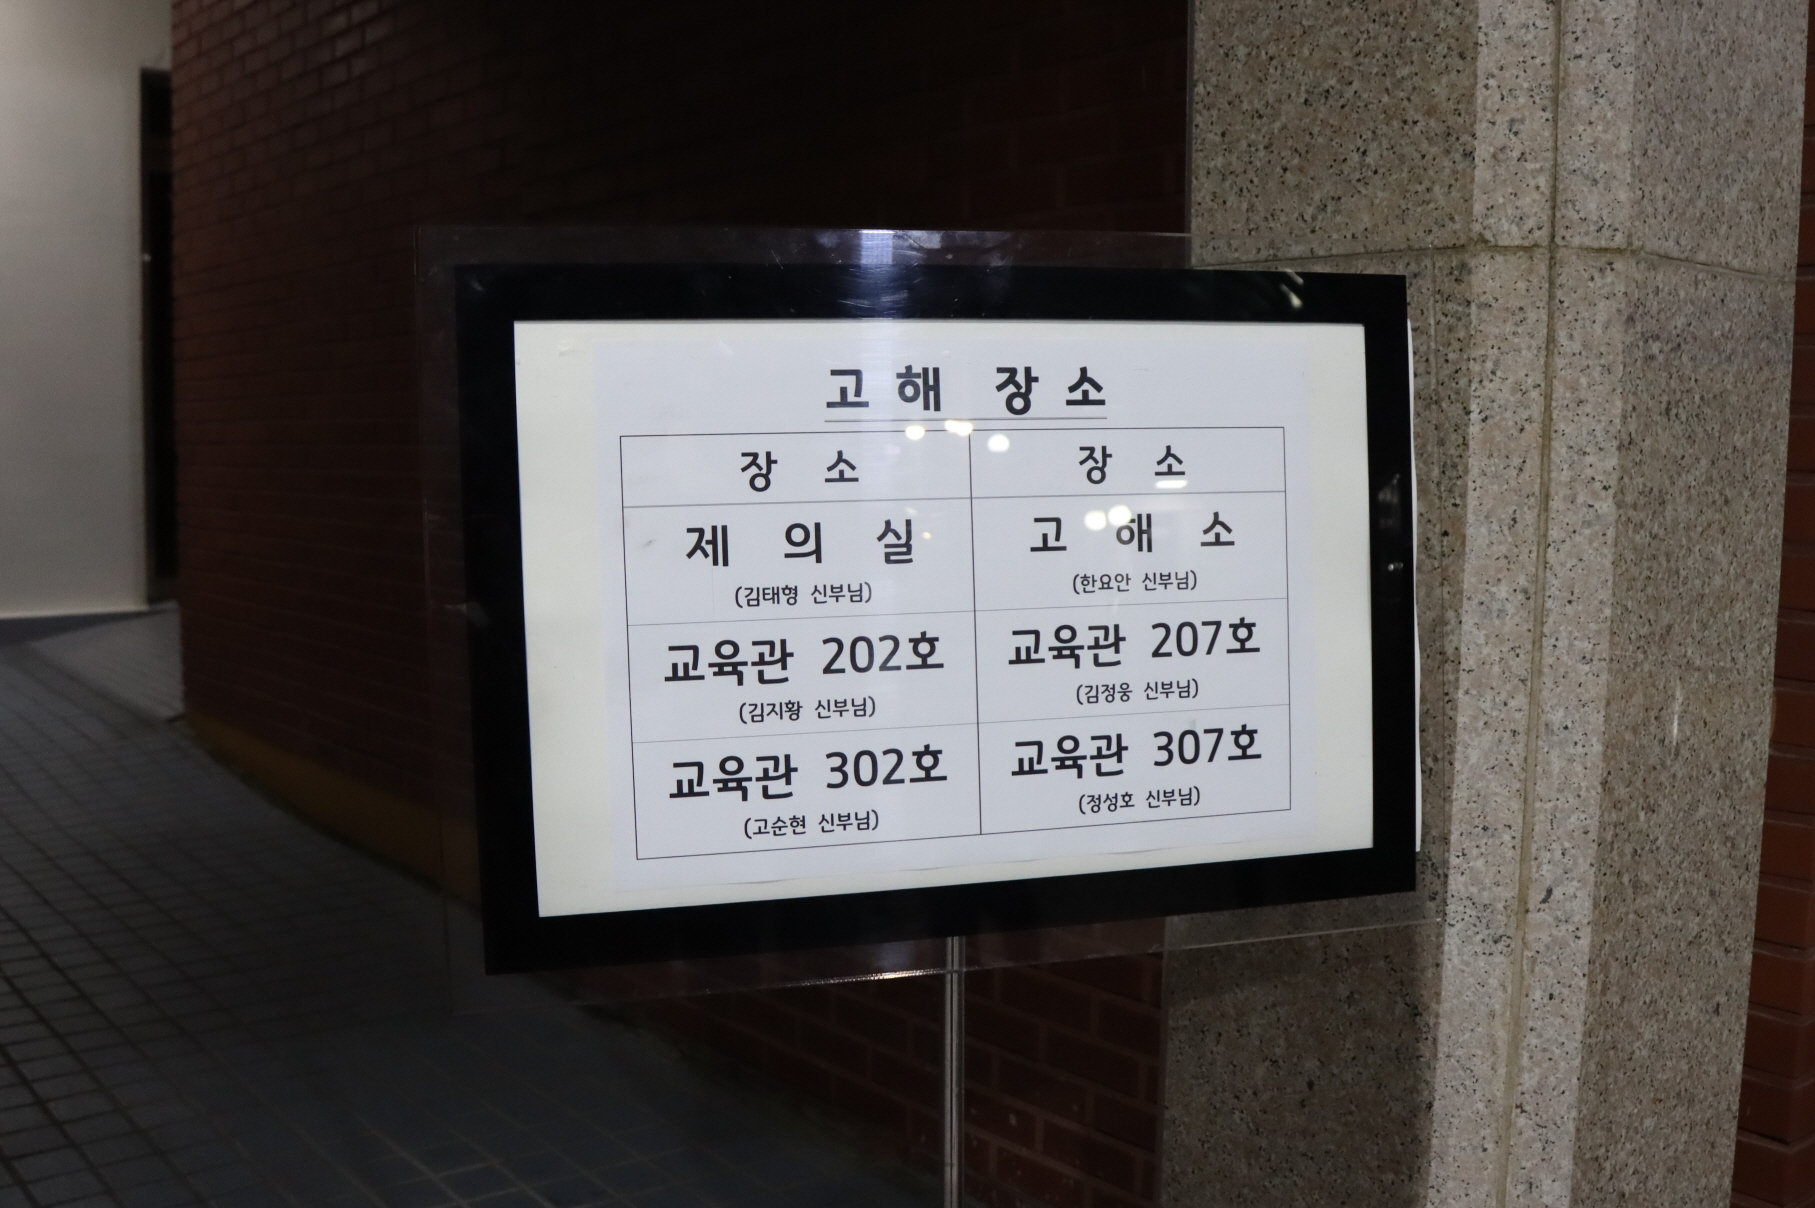 고해 장소
장 소 장 소
제 의 실 고 해 소
(김태형 신부님) (한요안 신부님)
교육관 202호 교육관 207호
(김지황 신부님) (김정웅 신부님)
교육관 302호 교육관 307호
(고순현 신부님) (정성호 신부님)